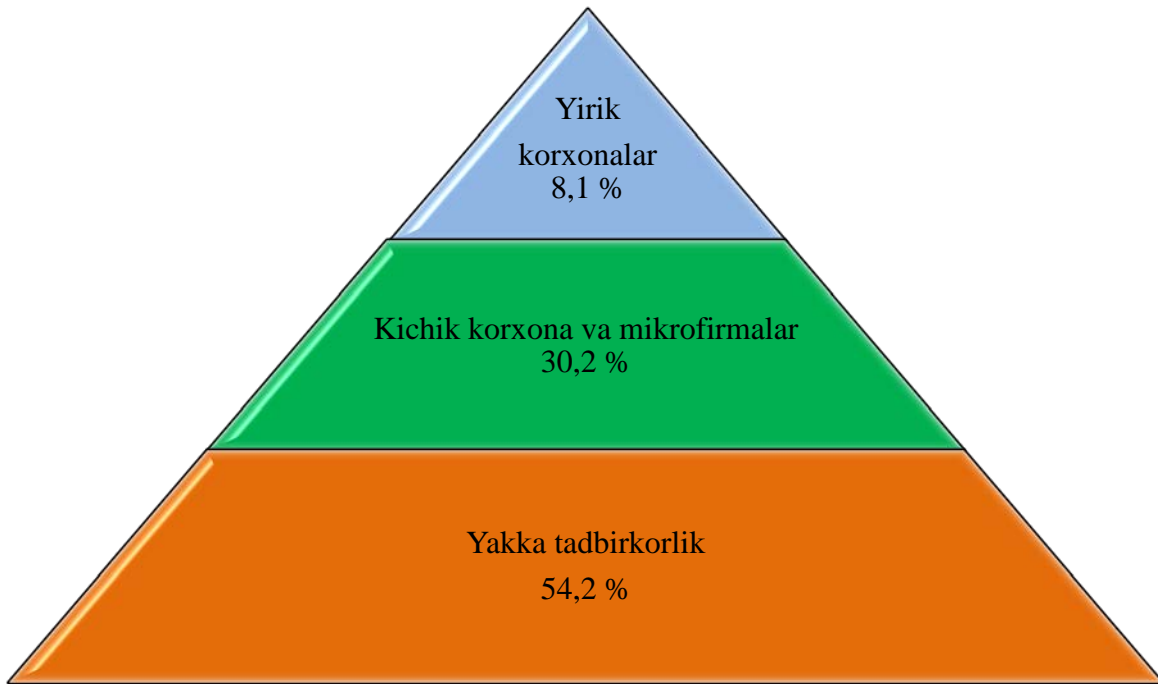 Yirik
korxonalar
8,1 %
Kichik korxona va mikrofirmalar
30,2 %
Yakka tadbirkorlik
54,2 %